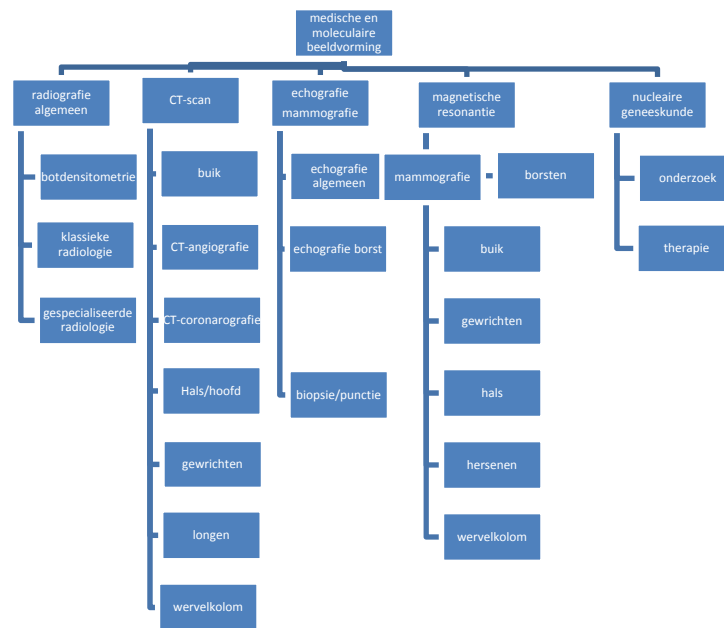 medische en
moleculaire
beeldvorming
radiografie
algemeen
botdensitometrie
klassieke
radiologie
gespecialiseerde
radiologie
CT-scan
buik
CT-angiografie
CT-coronarografie
Hals/hoofd
gewrichten
longen
wervelkolom
echografie
mammografie
echografie
algemeen
echografie borst
biopsie/punctie
magnetische
resonantie
mammografie
borsten
buik
gewrichten
hals
hersenen
wervelkolom
nucleaire
geneeskunde
onderzoek
therapie